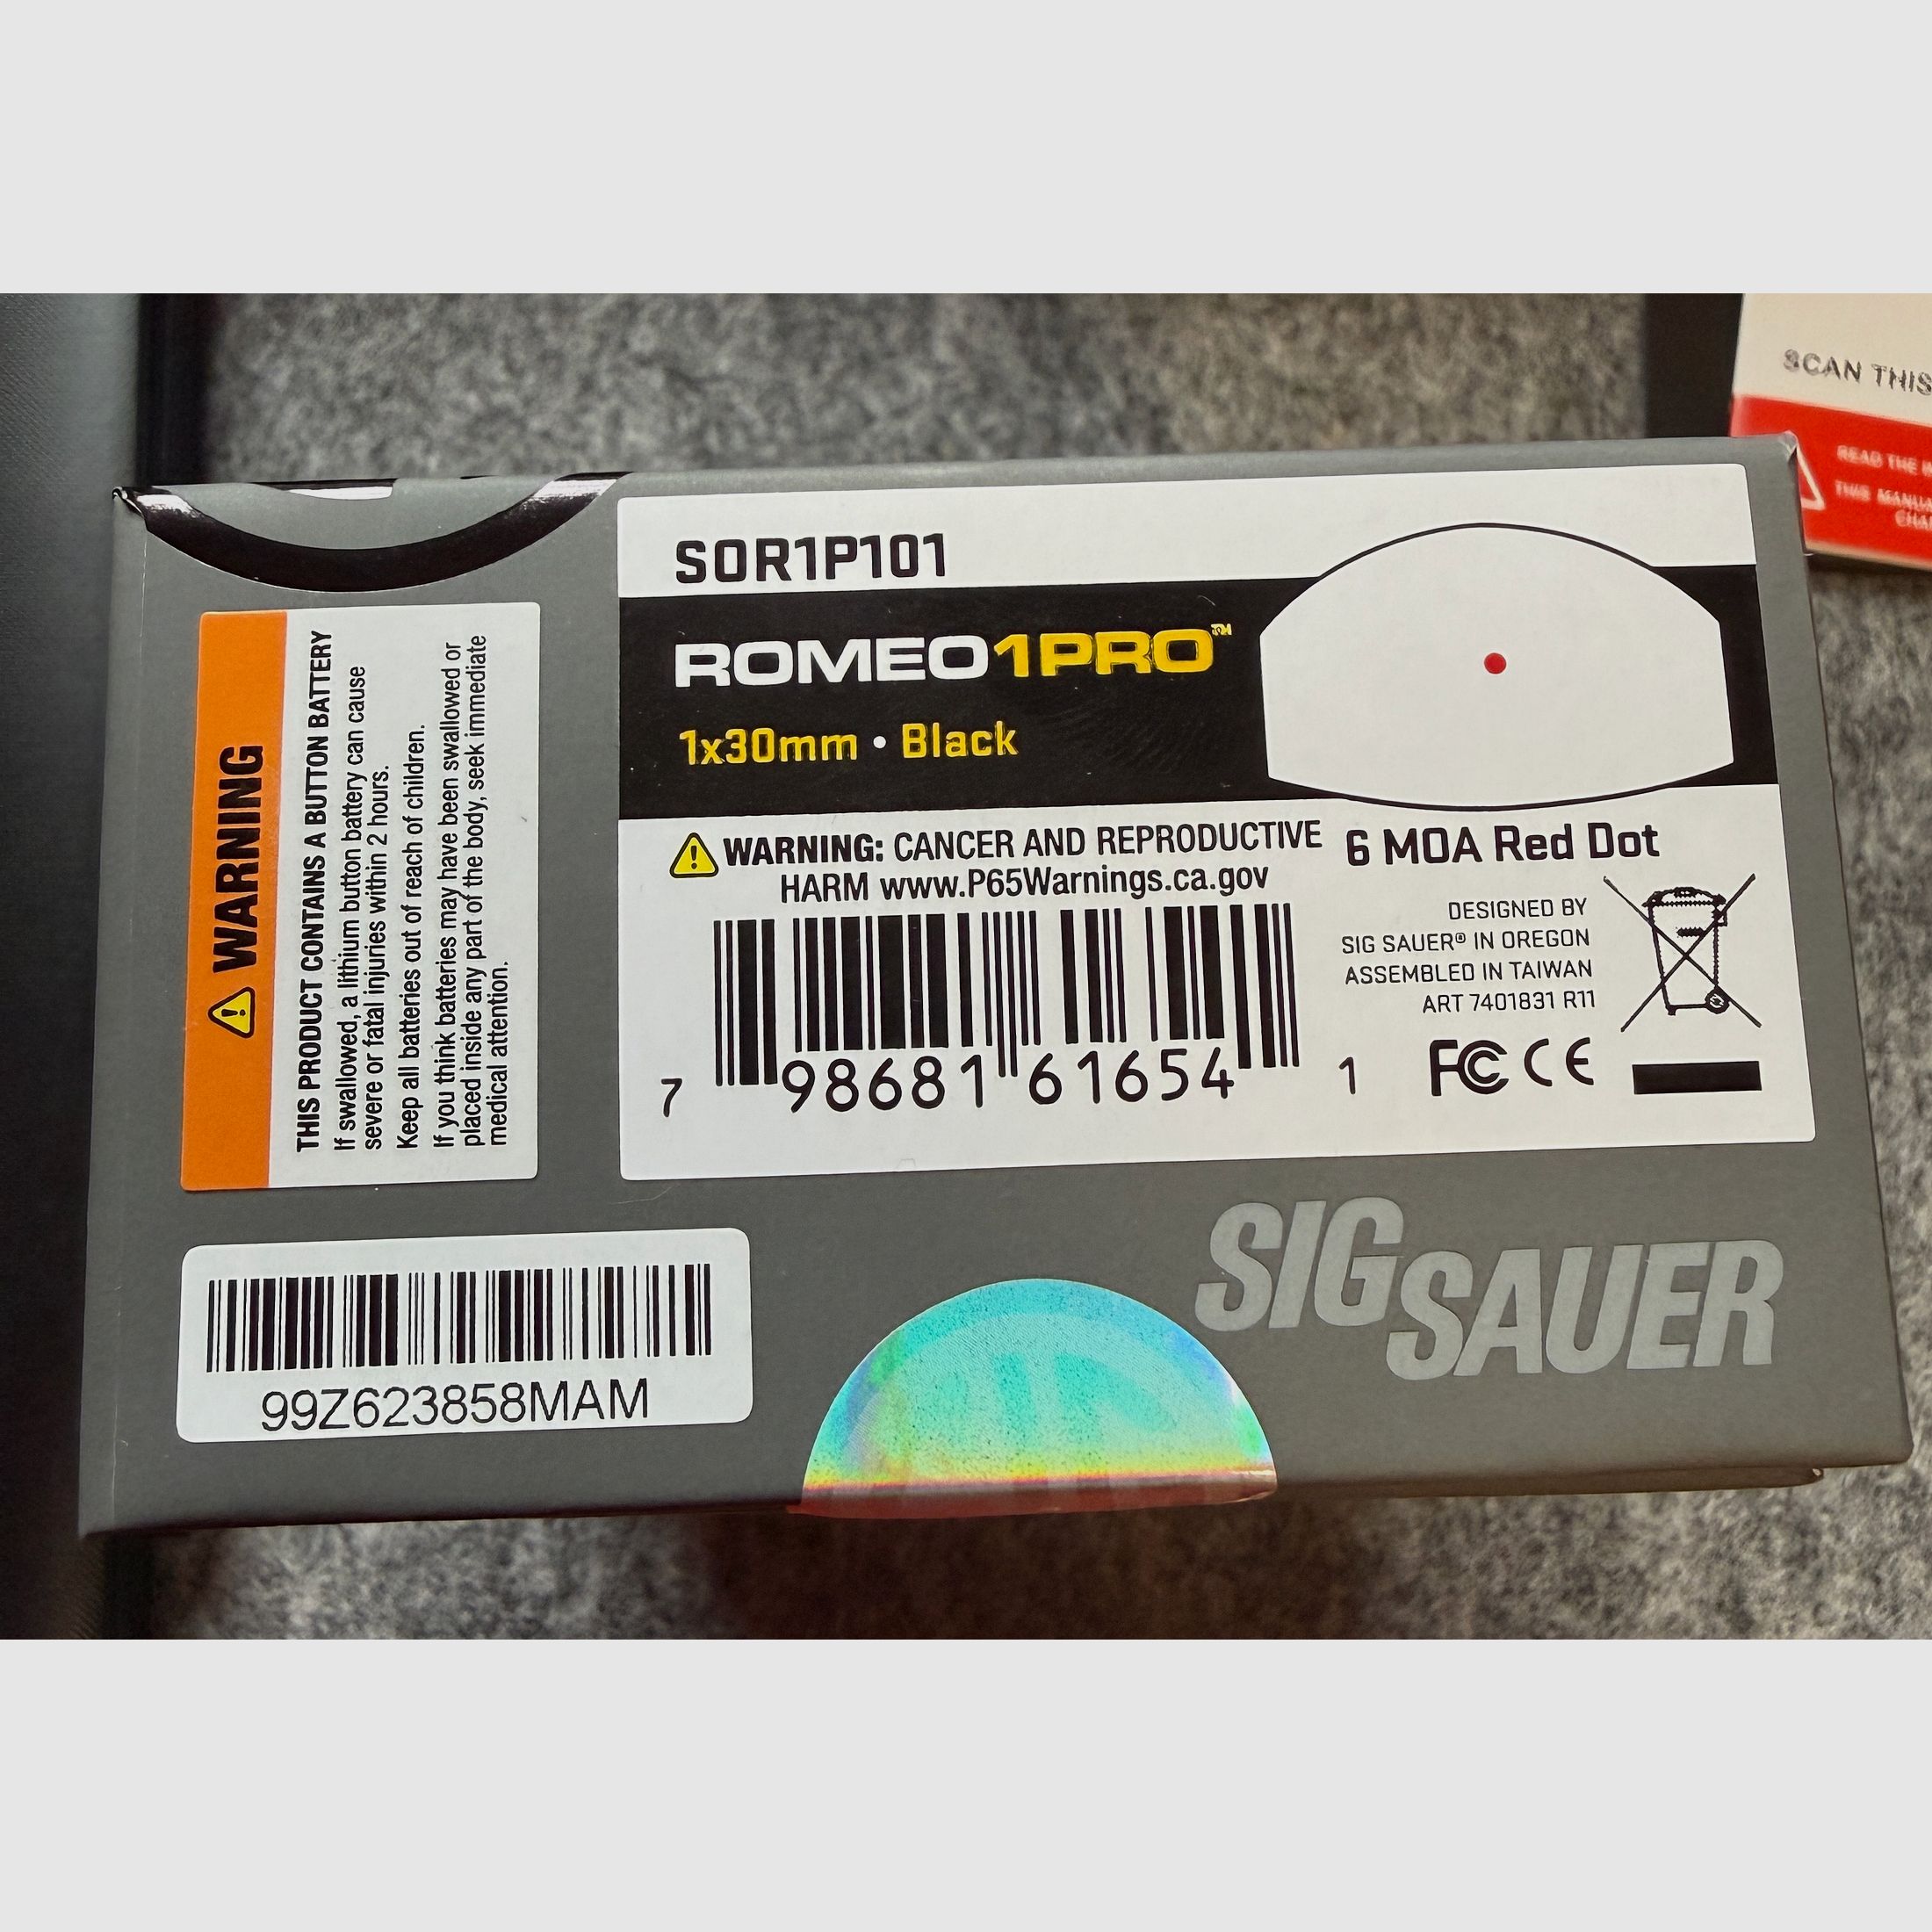 SCAN THIS
READ THE
THIS MANUA
SOR1P101
ROMEO1PRO™
1x30mm • Black
WARNING: CANCER AND REPRODUCTIVE
HARM www.P65Warnings.ca.gov
7 98681 61654 1
6 MOA Red Dot
DESIGNED BY
SIG SAUER® IN OREGON
ASSEMBLED IN TAIWAN
ART 7401831 R11
FC CE
WARNING
THIS PRODUCT CONTAINS A BUTTON BATTERY
If swallowed, a lithium button battery can cause
severe or fatal injuries within 2 hours.
Keep all batteries out of reach of children.
If you think batteries may have been swallowed or
placed inside any part of the body, seek immediate
medical attention.
99Z623858MAM
SIG SAUER